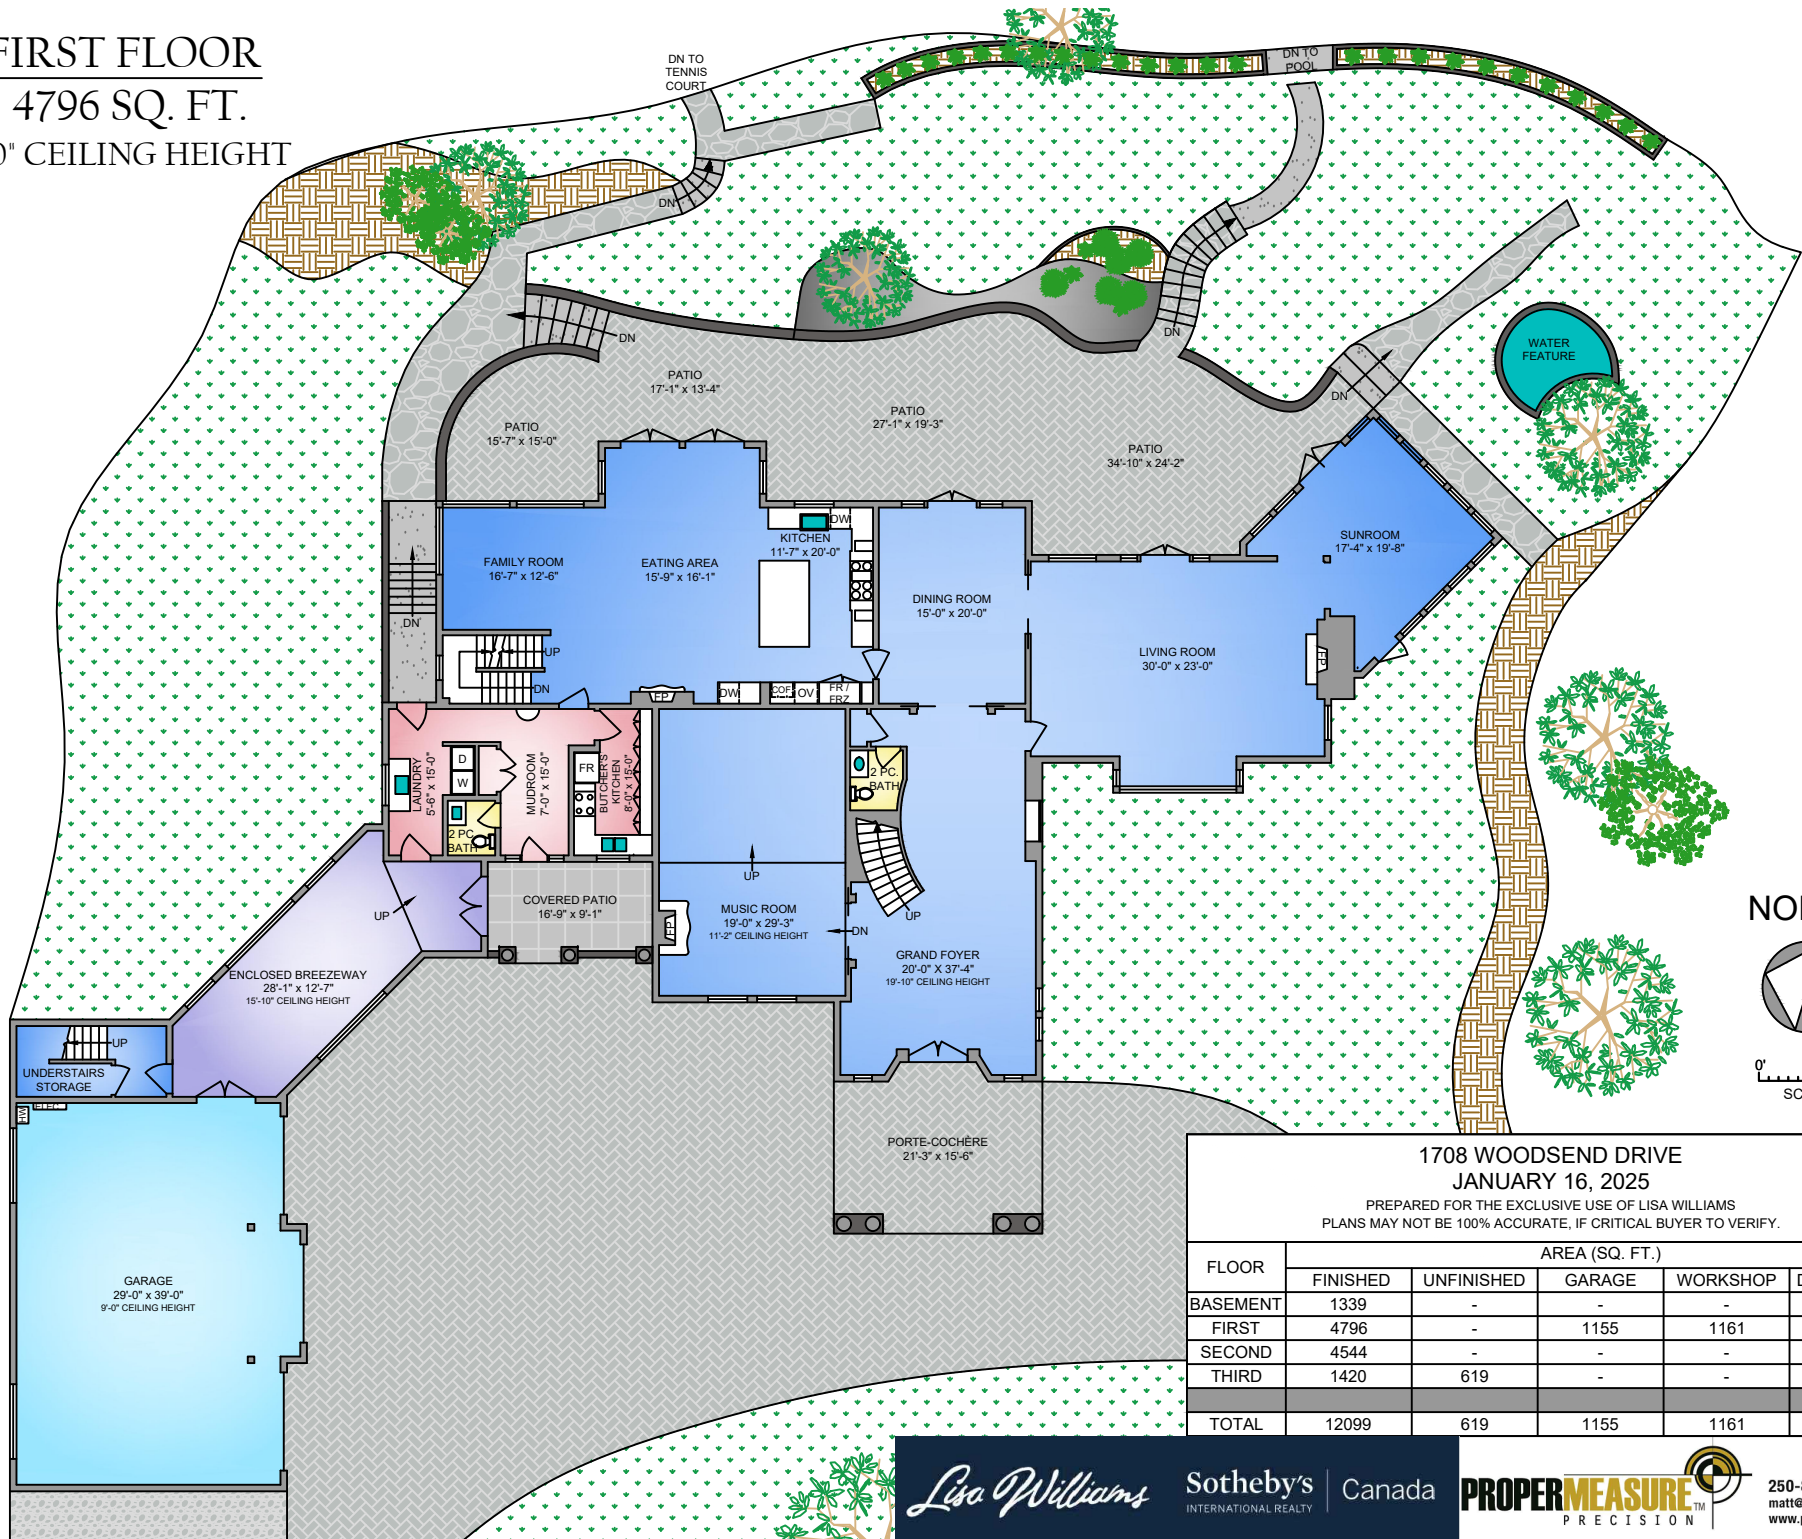 FIRST FLOOR
4796 SQ. FT.
0" CEILING HEIGHT
DN TO
TENNIS
COURT
DN TO
POOL
DN
DN
DN
DN
WATER
FEATURE
PATIO
17'-1" x 13'-4"
PATIO
15'-7" x 15'-0"
PATIO
27'-1" x 19'-3"
PATIO
34'-10" x 24'-2"
SUNROOM
17'-4" x 19'-8"
KITCHEN
11'-7" x 20'-0"
DW
FAMILY ROOM
16'-7" x 12'-6"
EATING AREA
15'-9" x 16'-1"
DINING ROOM
15'-0" x 20'-0"
LIVING ROOM
30'-0" x 23'-0"
FP
DN
UP
DN
FP
DW
COF
OV
FR /
FRZ
LAUNDRY
5'-6" x 15'-0"
D
W
MUDROOM
7'-0" x 15'-0"
FR
BUTCHER'S
KITCHEN
8'-0" x 15'-0"
2 PC.
BATH
2 PC.
BATH
UP
UP
COVERED PATIO
16'-9" x 9'-1"
UP
FP
MUSIC ROOM
19'-0" x 29'-3"
11'-2" CEILING HEIGHT
DN
GRAND FOYER
20'-0" X 37'-4"
19'-10" CEILING HEIGHT
ENCLOSED BREEZEWAY
28'-1" x 12'-7"
15'-10" CEILING HEIGHT
UP
UNDERSTAIRS
STORAGE
HW
ELEC
GARAGE
29'-0" x 39'-0"
9'-0" CEILING HEIGHT
PORTE-COCHÈRE
21'-3" x 15'-6"
0'
1708 WOODSEND DRIVE
JANUARY 16, 2025
PREPARED FOR THE EXCLUSIVE USE OF LISA WILLIAMS
PLANS MAY NOT BE 100% ACCURATE, IF CRITICAL BUYER TO VERIFY.
FLOOR AREA (SQ. FT.)
FINISHED UNFINISHED GARAGE WORKSHOP
BASEMENT 1339 - - -
FIRST 4796 - 1155 1161
SECOND 4544 - - -
THIRD 1420 619 - -
TOTAL 12099 619 1155 1161
Lisa Williams
Sotheby's Canada
INTERNATIONAL REALTY
PROPERMEASURE™
PRECISION
250-
matt@
www.